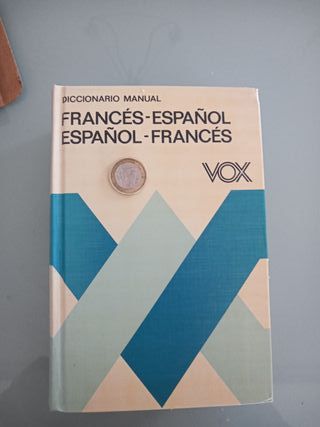 DICCIONARIO MANUAL
FRANCÉS-ESPAÑOL
ESPAÑOL-FRANCÉS
VOX